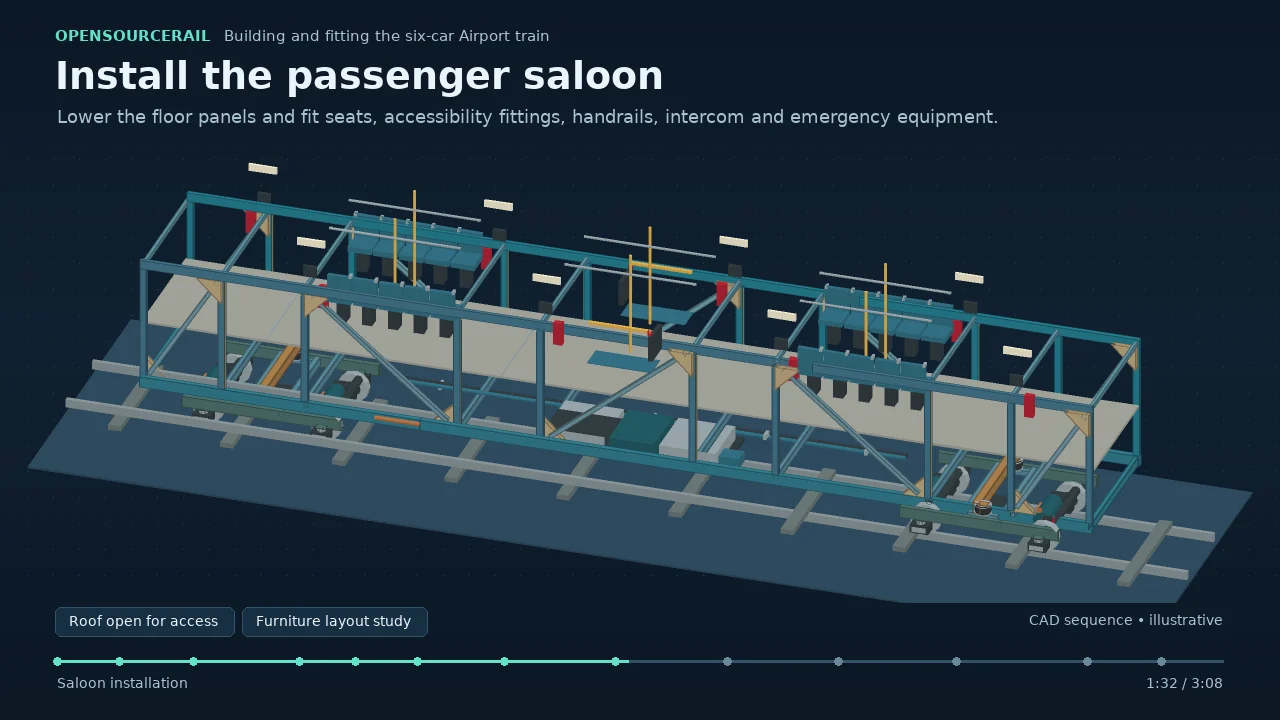 OPENSOURCERAIL Building and fitting the six-car Airport train
Install the passenger saloon
Lower the floor panels and fit seats, accessibility fittings, handrails, intercom and emergency equipment.
Roof open for access
Furniture layout study
CAD sequence • illustrative
Saloon installation
1:32 / 3:08